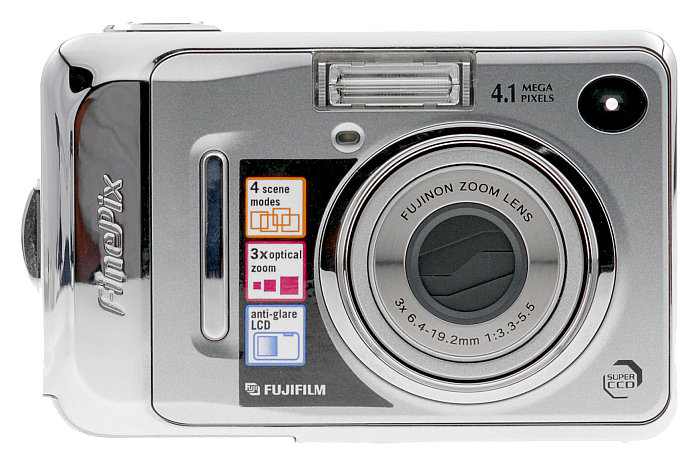 4.1 MEGA
PIXELS
FinePix
4 scene
modes
3x optical
zoom
anti-glare
LCD
FUJI FUJIFILM
FUJINON ZOOM LENS
3x 6.4-19.2mm 1:3.3-5.5
SUPER
CCD